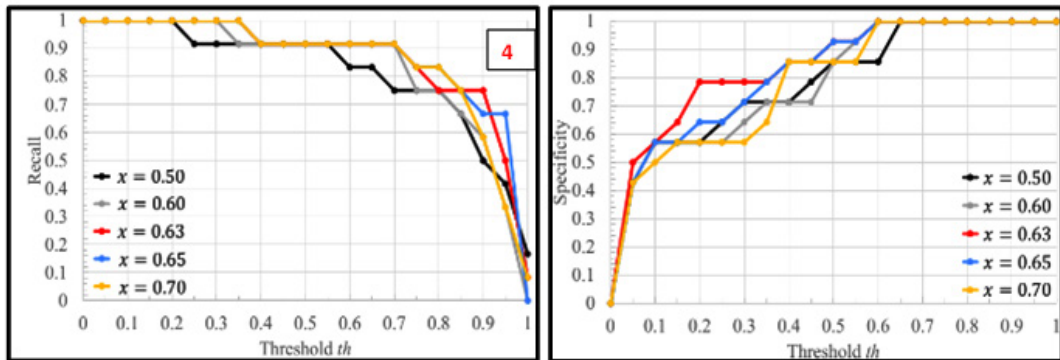 1
0.9
0.8
0.7
0.6
0.5
0.4
0.3
0.2
0.1
0
Recall
4
x = 0.50
x = 0.60
x = 0.63
x = 0.65
x = 0.70
0 0.1 0.2 0.3 0.4 0.5 0.6 0.7 0.8 0.9 1
Threshold th
1
0.9
0.8
0.7
0.6
0.5
0.4
0.3
0.2
0.1
0
Specificity
x = 0.50
x = 0.60
x = 0.63
x = 0.65
x = 0.70
0 0.1 0.2 0.3 0.4 0.5 0.6 0.7 0.8 0.9 1
Threshold th